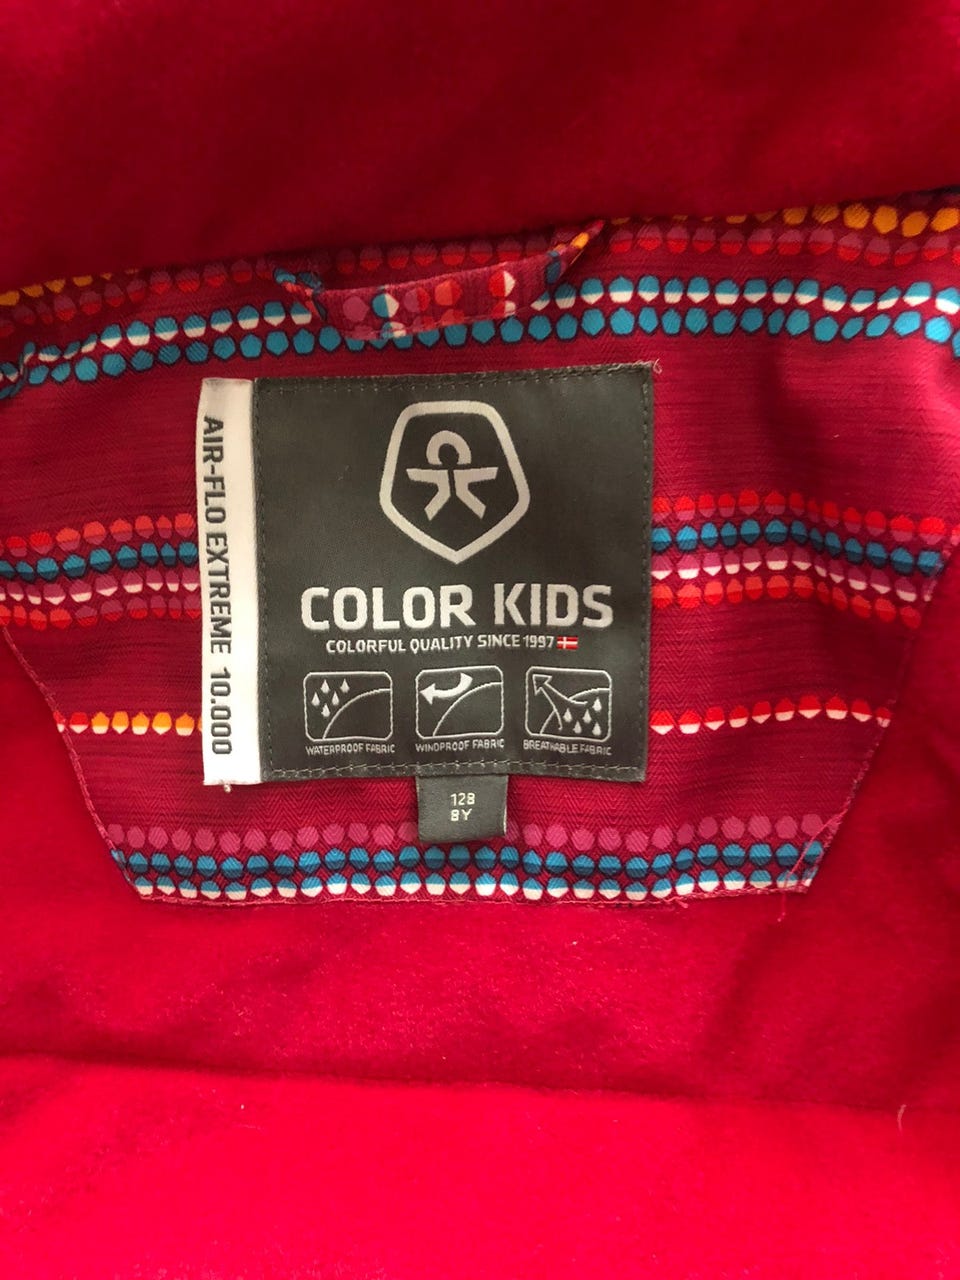 AIR-FLO EXTREME 10.000
COLOR KIDS
COLORFUL QUALITY SINCE 1997
WATERPROOF FABRIC
WINDPROOF FABRIC
BREATHABLE FABRIC
128
8Y